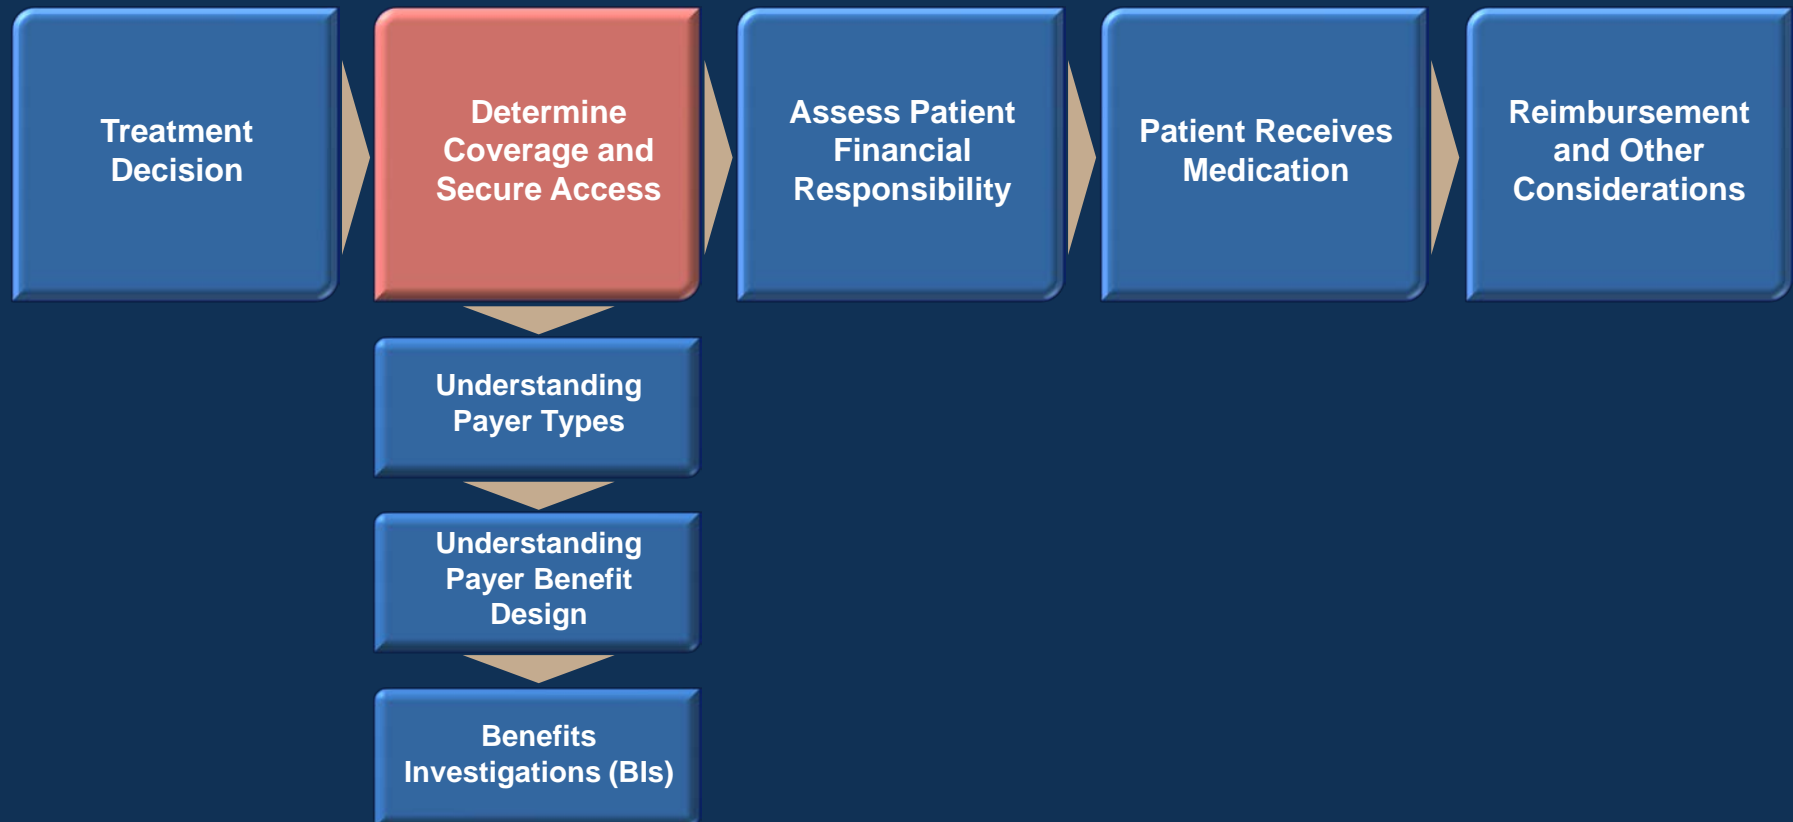 Treatment
Decision
Determine
Coverage and
Secure Access
Assess Patient
Financial
Responsibility
Patient Receives
Medication
Reimbursement
and Other
Considerations
Understanding
Payer Types
Understanding
Payer Benefit
Design
Benefits
Investigations (BIs)